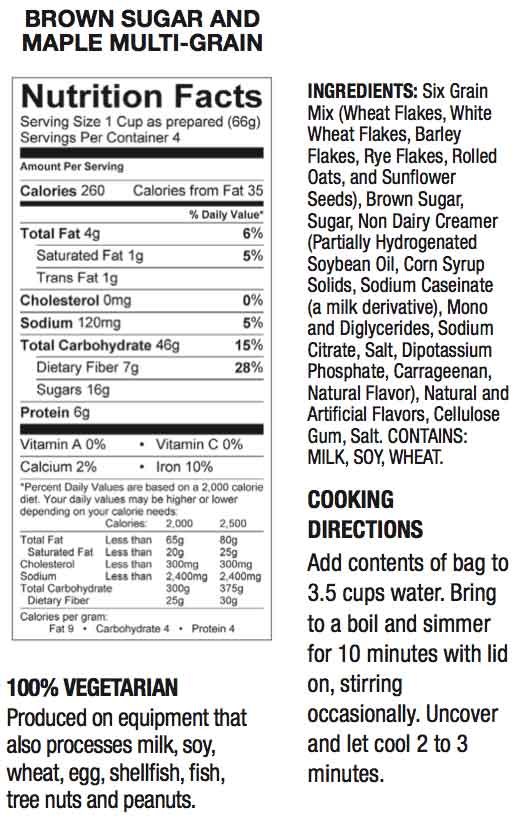 BROWN SUGAR AND
MAPLE MULTI-GRAIN
Nutrition Facts
Serving Size 1 Cup as prepared (66g)
Servings Per Container 4
Amount Per Serving
Calories 260 Calories from Fat 35
% Daily Value*
Total Fat 4g 6%
Saturated Fat 1g 5%
Trans Fat 1g
Cholesterol 0mg 0%
Sodium 120mg 5%
Total Carbohydrate 46g 15%
Dietary Fiber 7g 28%
Sugars 16g
Protein 6g
Vitamin A 0% • Vitamin C 0%
Calcium 2% • Iron 10%
*Percent Daily Values are based on a 2,000 calorie
diet. Your daily values may be higher or lower
depending on your calorie needs:
Calories: 2,000 2,500
Total Fat Less than 65g 80g
Saturated Fat Less than 20g 25g
Cholesterol Less than 300mg 300mg
Sodium Less than 2,400mg 2,400mg
Total Carbohydrate 300g 375g
Dietary Fiber 25g 30g
Calories per gram:
Fat 9 • Carbohydrate 4 • Protein 4
100% VEGETARIAN
Produced on equipment that
also processes milk, soy,
wheat, egg, shellfish, fish,
tree nuts and peanuts.
INGREDIENTS: Six Grain
Mix (Wheat Flakes, White
Wheat Flakes, Barley
Flakes, Rye Flakes, Rolled
Oats, and Sunflower
Seeds), Brown Sugar,
Sugar, Non Dairy Creamer
(Partially Hydrogenated
Soybean Oil, Corn Syrup
Solids, Sodium Caseinate
(a milk derivative), Mono
and Diglycerides, Sodium
Citrate, Salt, Dipotassium
Phosphate, Carrageenan,
Natural Flavor), Natural and
Artificial Flavors, Cellulose
Gum, Salt. CONTAINS:
MILK, SOY, WHEAT.
COOKING
DIRECTIONS
Add contents of bag to
3.5 cups water. Bring
to a boil and simmer
for 10 minutes with lid
on, stirring
occasionally. Uncover
and let cool 2 to 3
minutes.